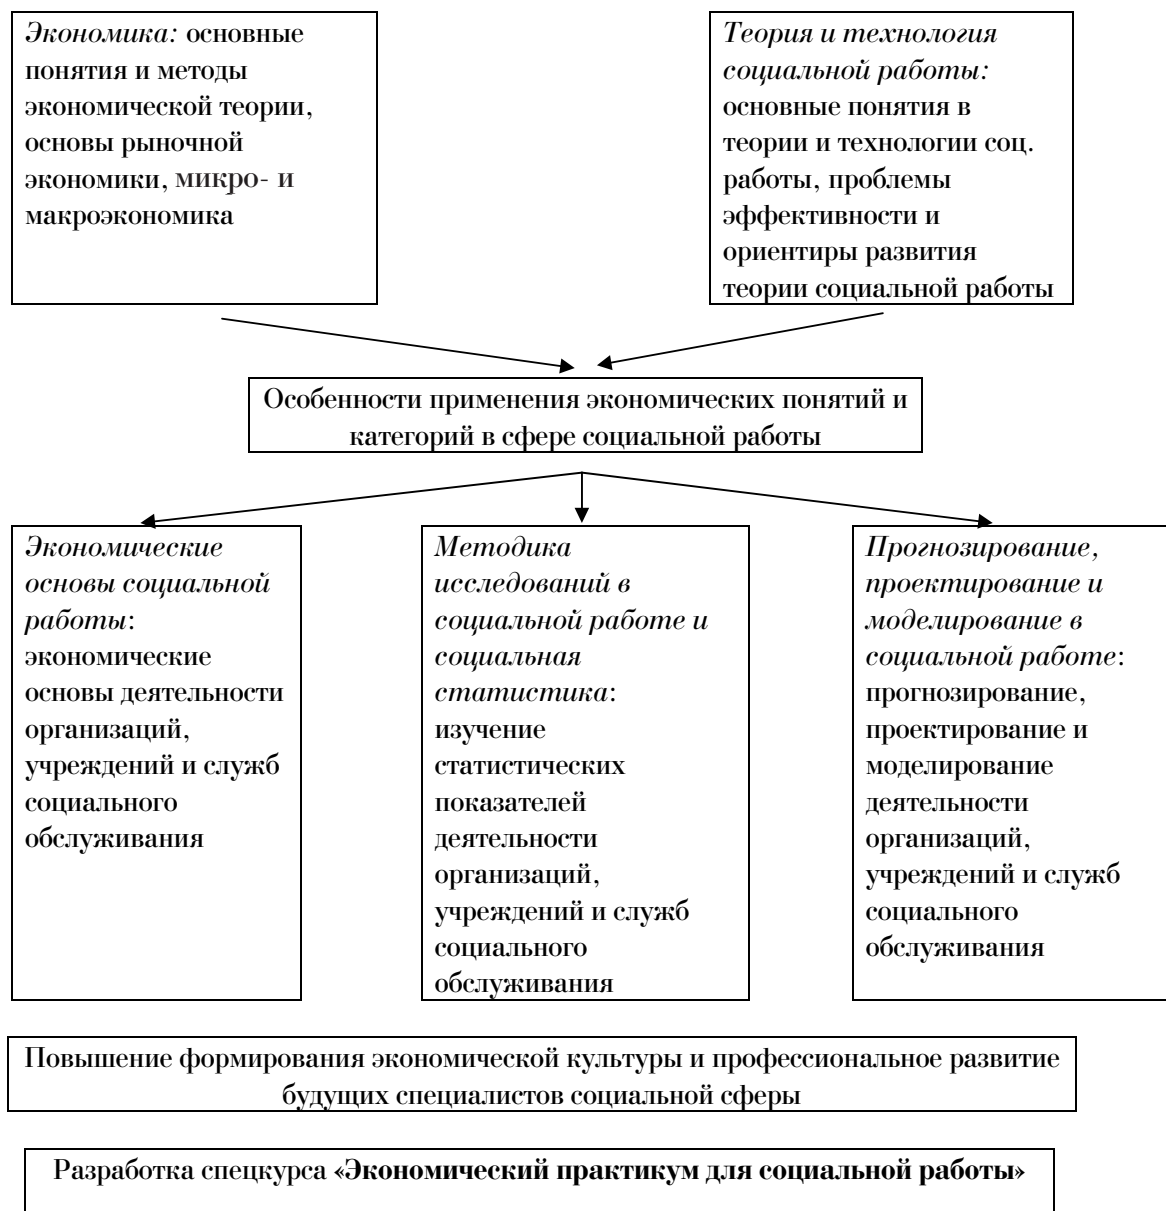 Экономика: основные
понятия и методы
экономической теории,
основы рыночной
экономики, микро- и
макроэкономика
Теория и технология
социальной работы:
основные понятия в
теории и технологии соц.
работы, проблемы
эффективности и
ориентиры развития
теории социальной работы
Особенности применения экономических понятий и
категорий в сфере социальной работы
Экономические
основы социальной
работы:
экономические
основы деятельности
организаций,
учреждений и служб
социального
обслуживания
Методика
исследований в
социальной работе и
социальная
статистика:
изучение
статистических
показателей
деятельности
организаций,
учреждений и служб
социального
обслуживания
Прогнозирование,
проектирование и
моделирование в
социальной работе:
прогнозирование,
проектирование и
моделирование
деятельности
организаций,
учреждений и служб
социального
обслуживания
Повышение формирования экономической культуры и профессиональное развитие
будущих специалистов социальной сферы
Разработка спецкурса «Экономический практикум для социальной работы»